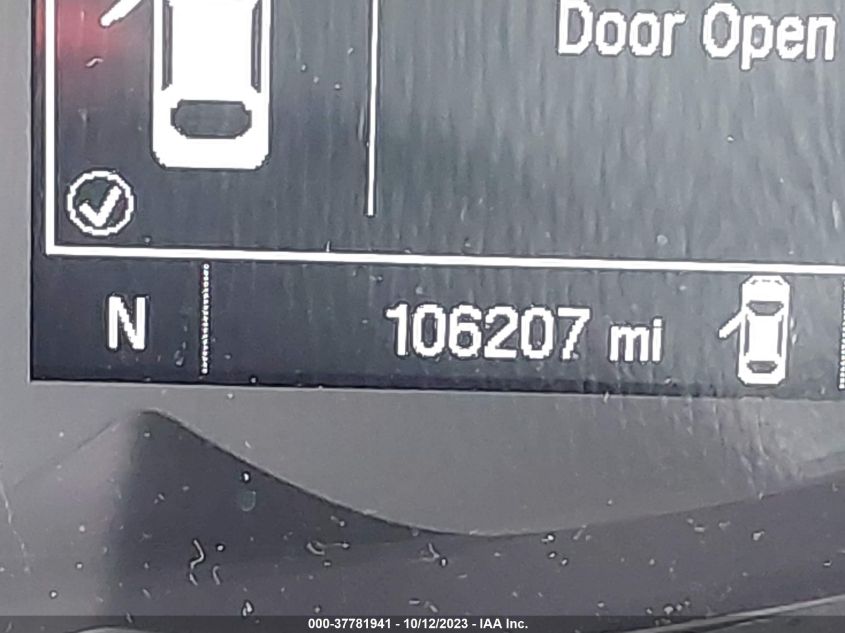 Door Open
N 106207 mi
000-37781941 - 10/12/2023 - IAA Inc.